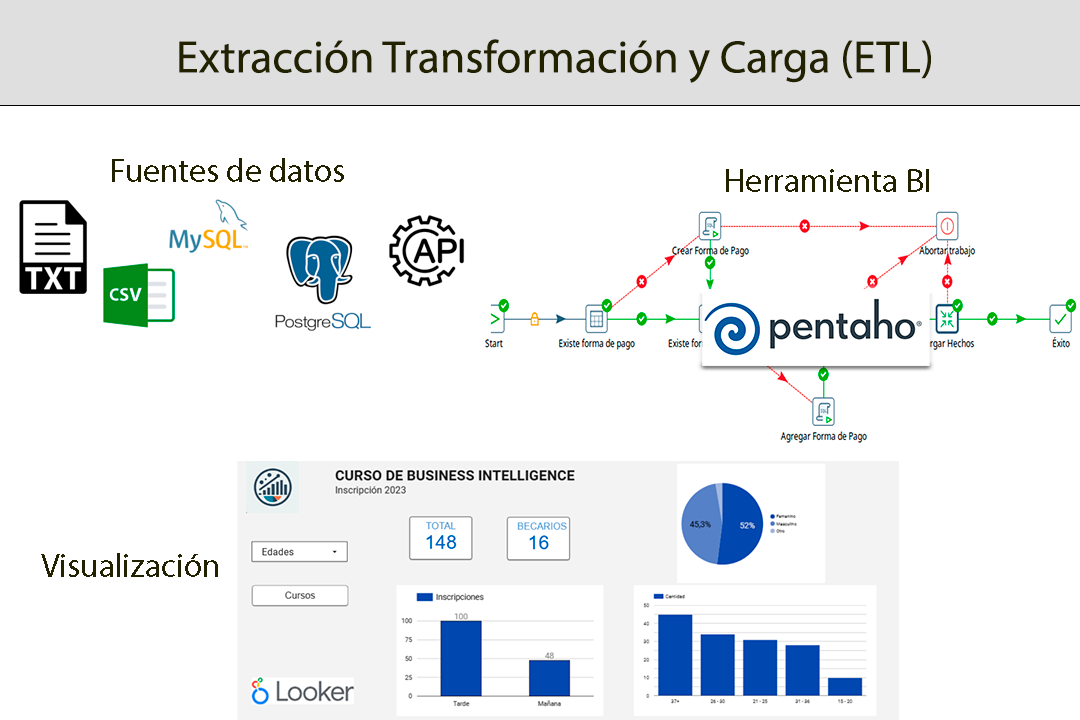 Extracción Transformación y Carga (ETL)
Fuentes de datos
TXT
CSV
MySQL
PostgreSQL
API
Herramienta BI
Crear Forma de Pago
Abortar trabajo
Start
Existe forma de pago
Existe for
pentaho
rgar Hechos
Éxito
Agregar Forma de Pago
Visualización
CURSO DE BUSINESS INTELLIGENCE
Inscripción 2023
TOTAL
148
BECARIOS
16
Edades
Cursos
45,3%
52%
Femenino
Masculino
Otro
Inscripciones
100
48
100
75
50
25
0
Tarde
Mañana
Cantidad
50
40
30
20
10
0
37+
26 - 30
21 - 25
31 - 36
15 - 20
Looker